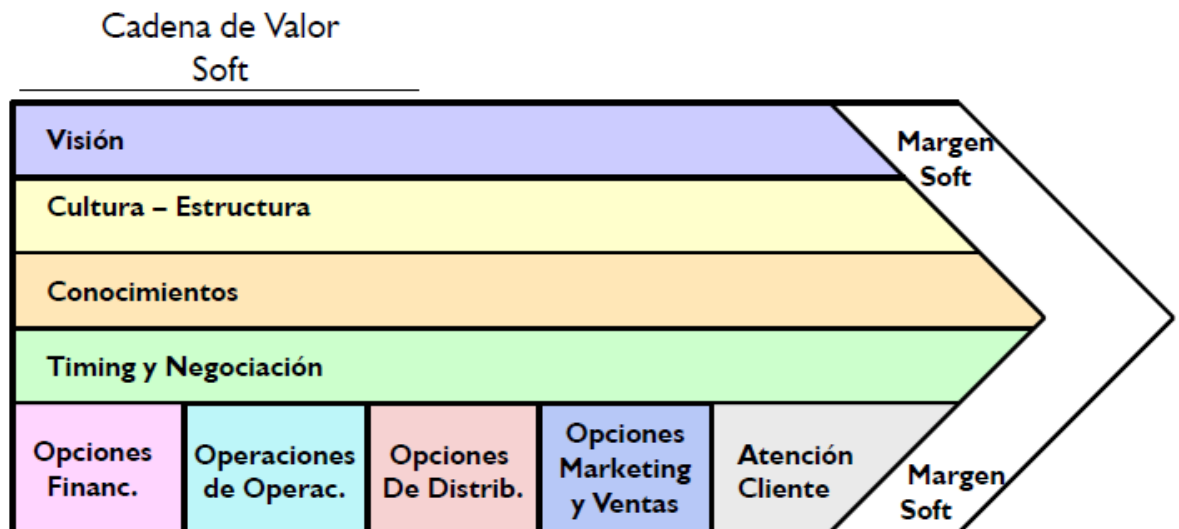 Cadena de Valor
Soft
Visión
Margen
Soft
Cultura – Estructura
Conocimientos
Timing y Negociación
Opciones
Financ.
Operaciones
de Operac.
Opciones
De Distrib.
Opciones
Marketing
y Ventas
Atención
Cliente
Margen
Soft